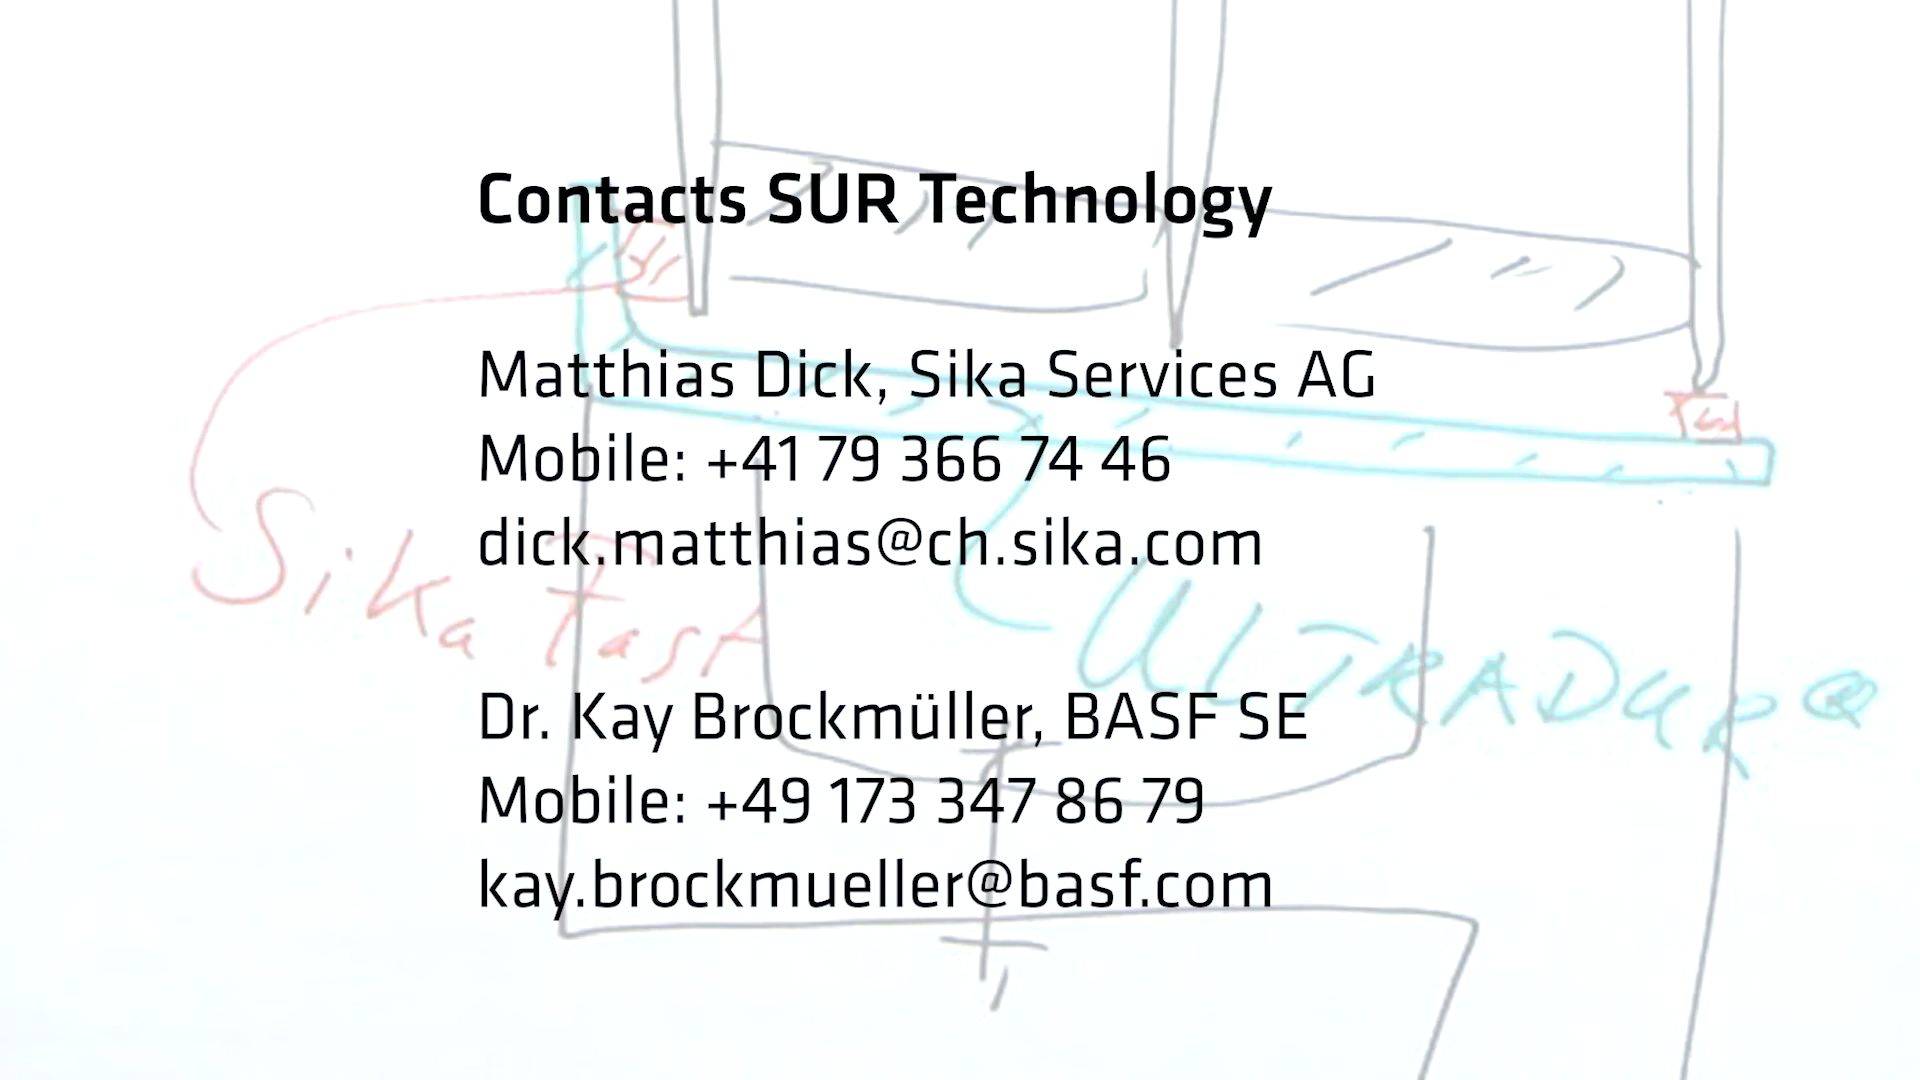 Contacts SUR Technology
Matthias Dick, Sika Services AG
Mobile: +41 79 366 74 46
dick.matthias@ch.sika.com
Sika Fast
ULTRADUR®
Dr. Kay Brockmüller, BASF SE
Mobile: +49 173 347 86 79
kay.brockmueller@basf.com